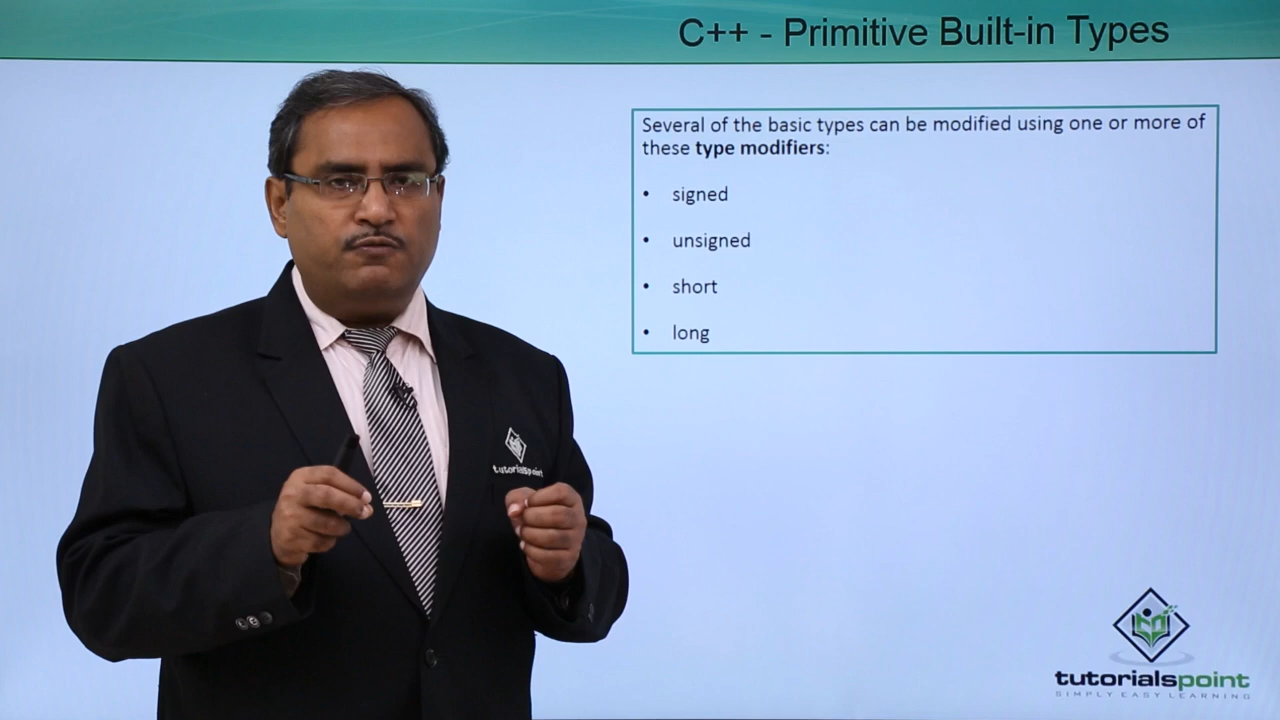 C++ - Primitive Built-in Types
Several of the basic types can be modified using one or more of
these type modifiers:
• signed
• unsigned
• short
• long
tutorialspoint
tutorialspoint
SIMPLY EASY LEARNING